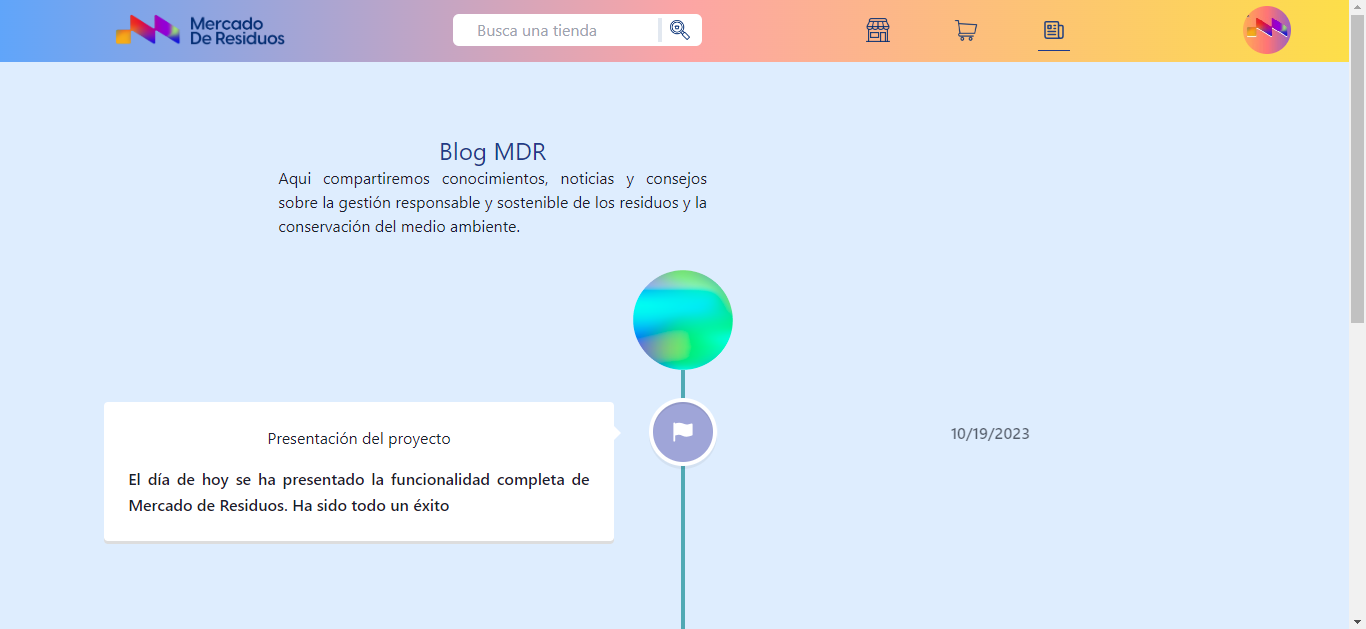 Mercado
De Residuos
Busca una tienda
Blog MDR
Aqui compartiremos conocimientos, noticias y consejos
sobre la gestión responsable y sostenible de los residuos y la
conservación del medio ambiente.
Presentación del proyecto
10/19/2023
El día de hoy se ha presentado la funcionalidad completa de
Mercado de Residuos. Ha sido todo un éxito